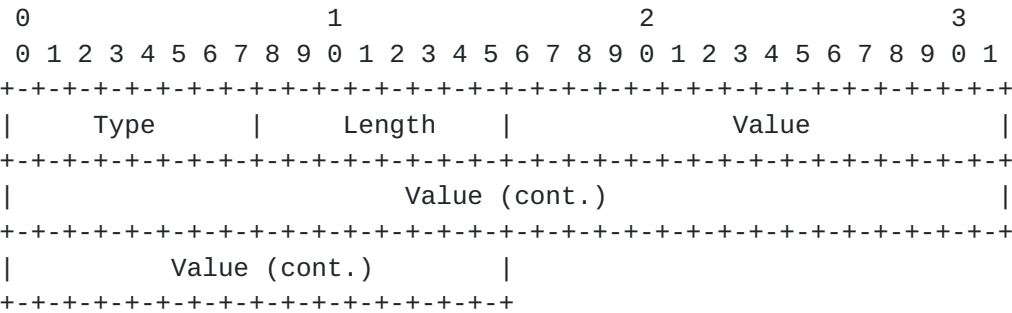 0                   1                   2                   3
 0 1 2 3 4 5 6 7 8 9 0 1 2 3 4 5 6 7 8 9 0 1 2 3 4 5 6 7 8 9 0 1
+-+-+-+-+-+-+-+-+-+-+-+-+-+-+-+-+-+-+-+-+-+-+-+-+-+-+-+-+-+-+-+-+
|     Type      |     Length    |              Value            |
+-+-+-+-+-+-+-+-+-+-+-+-+-+-+-+-+-+-+-+-+-+-+-+-+-+-+-+-+-+-+-+-+
|                         Value (cont.)                         |
+-+-+-+-+-+-+-+-+-+-+-+-+-+-+-+-+-+-+-+-+-+-+-+-+-+-+-+-+-+-+-+-+
|          Value (cont.)        |
+-+-+-+-+-+-+-+-+-+-+-+-+-+-+-+-+